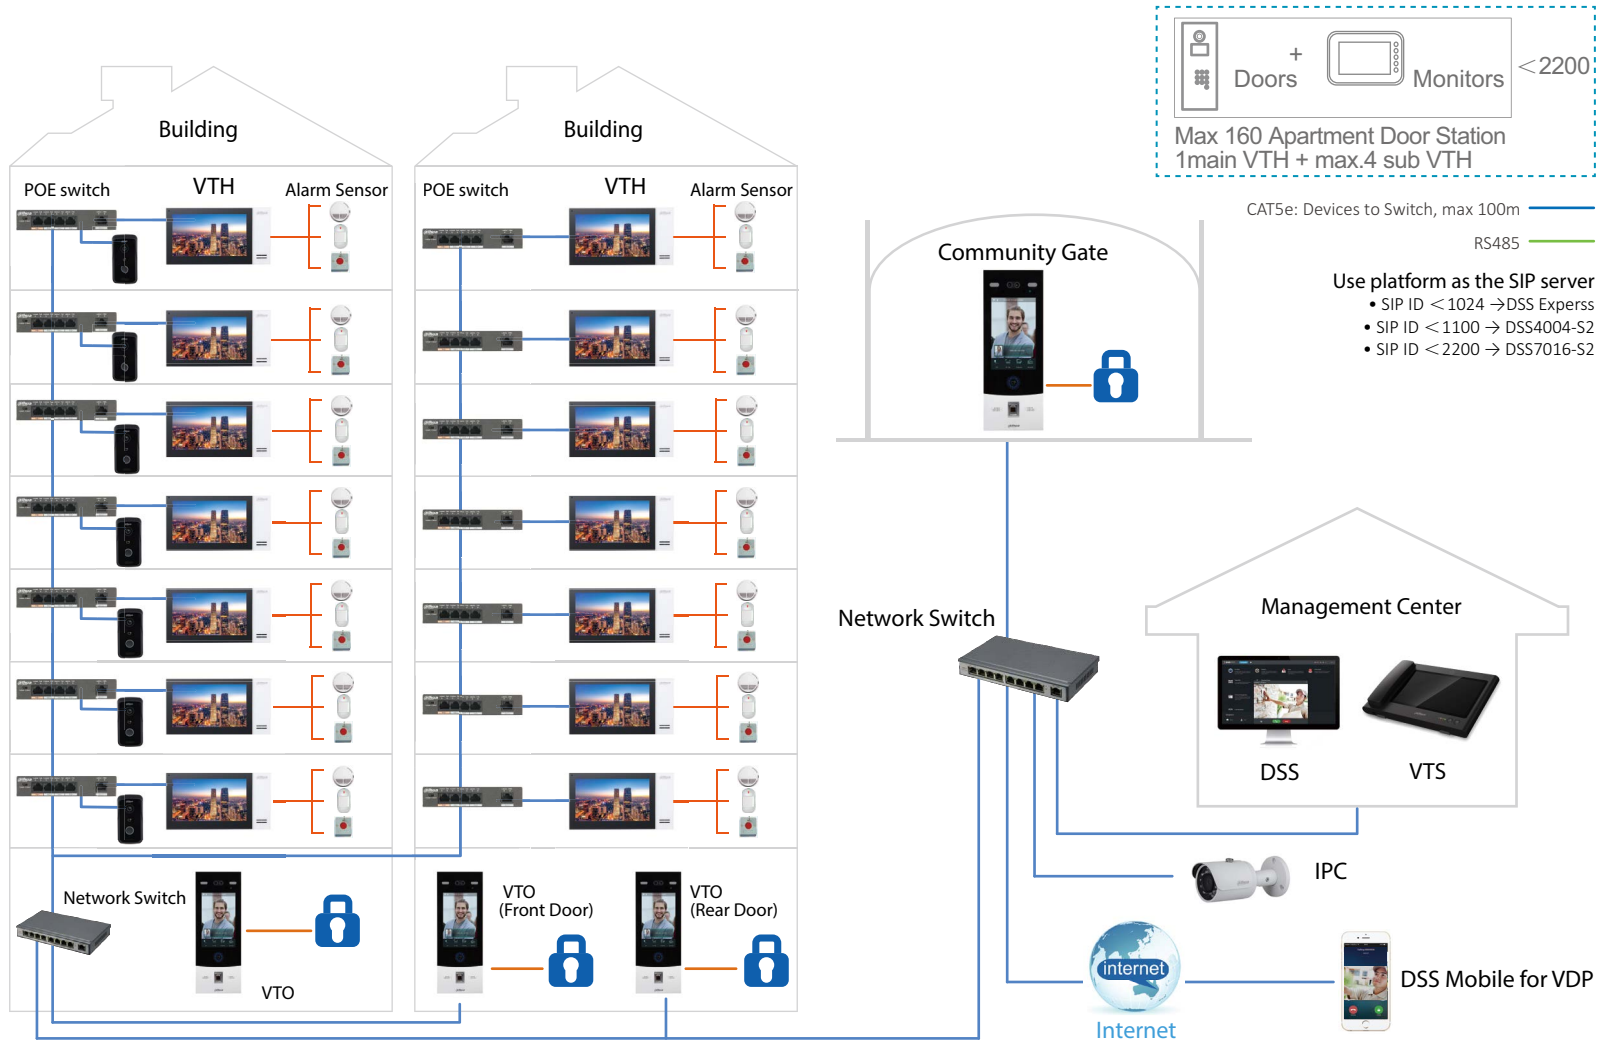 Doors
+
Monitors
<2200
Max 160 Apartment Door Station
1main VTH + max.4 sub VTH
CAT5e: Devices to Switch, max 100m
RS485
Use platform as the SIP server
• SIP ID <1024 →DSS Experss
• SIP ID <1100 → DSS4004-S2
• SIP ID <2200 → DSS7016-S2
Building
POE switch
VTH
Alarm Sensor
Building
POE switch
VTH
Alarm Sensor
Network Switch
VTO
VTO
(Front Door)
VTO
(Rear Door)
Community Gate
Network Switch
Management Center
DSS
VTS
IPC
internet
Internet
DSS Mobile for VDP